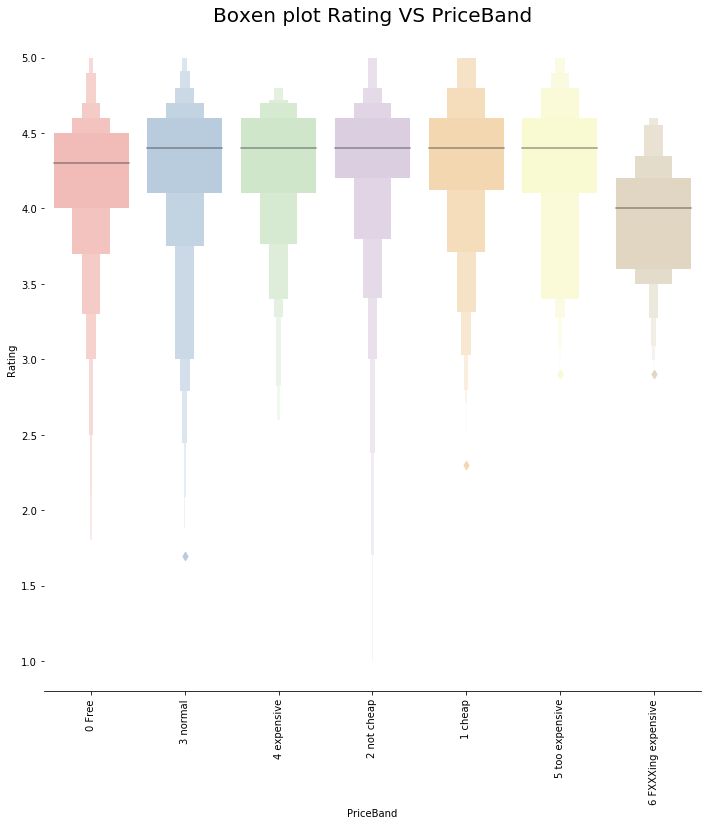 Boxen plot Rating VS PriceBand
5.0
4.5
4.0
3.5
3.0
2.5
2.0
1.5
1.0
Rating
0 Free
3 normal
4 expensive
2 not cheap
1 cheap
5 too expensive
6 FXXXing expensive
PriceBand